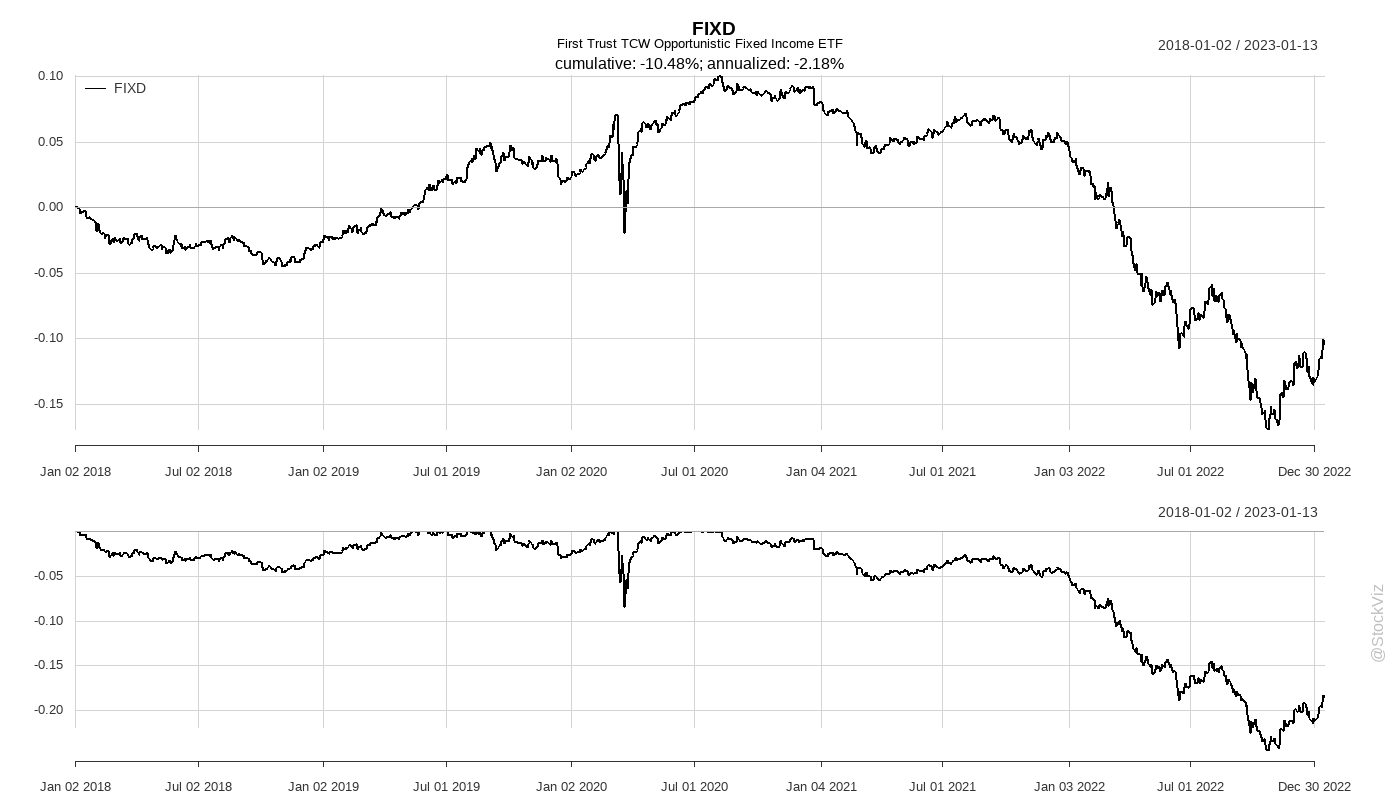 FIXD
First Trust TCW Opportunistic Fixed Income ETF
2018-01-02 / 2023-01-13
cumulative: -10.48%; annualized: -2.18%
FIXD
0.10
0.05
0.00
-0.05
-0.10
-0.15
Jan 02 2018 Jul 02 2018 Jan 02 2019 Jul 01 2019 Jan 02 2020 Jul 01 2020 Jan 04 2021 Jul 01 2021 Jan 03 2022 Jul 01 2022 Dec 30 2022
2018-01-02 / 2023-01-13
-0.05
-0.10
-0.15
-0.20
Jan 02 2018 Jul 02 2018 Jan 02 2019 Jul 01 2019 Jan 02 2020 Jul 01 2020 Jan 04 2021 Jul 01 2021 Jan 03 2022 Jul 01 2022 Dec 30 2022
@StockViz